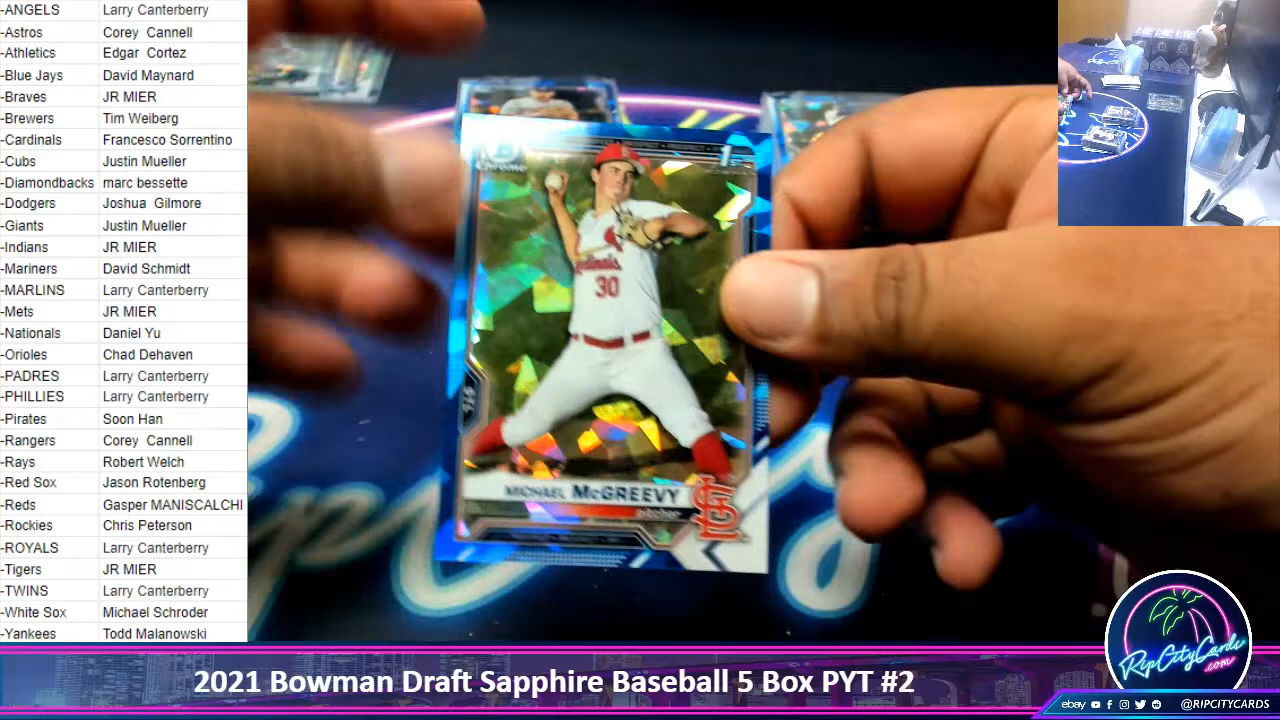 -ANGELS Larry Canterberry
-Astros Corey Cannell
-Athletics Edgar Cortez
-Blue Jays David Maynard
-Braves JR MIER
-Brewers Tim Weiberg
-Cardinals Francesco Sorrentino
-Cubs Justin Mueller
-Diamondbacks marc bessette
-Dodgers Joshua Gilmore
-Giants Justin Mueller
-Indians JR MIER
-Mariners David Schmidt
-MARLINS Larry Canterberry
-Mets JR MIER
-Nationals Daniel Yu
-Orioles Chad Dehaven
-PADRES Larry Canterberry
-PHILLIES Larry Canterberry
-Pirates Soon Han
-Rangers Corey Cannell
-Rays Robert Welch
-Red Sox Jason Rotenberg
-Reds Gasper MANISCALCHI
-Rockies Chris Peterson
-ROYALS Larry Canterberry
-Tigers JR MIER
-TWINS Larry Canterberry
-White Sox Michael Schroder
-Yankees Todd Malanowski
Chrome
1st
Cardinals
30
MICHAEL McGREEVY
pitcher
RipCityCards
.com
2021 Bowman Draft Sapphire Baseball 5 Box PYT #2
ebay @RIPCITYCARDS